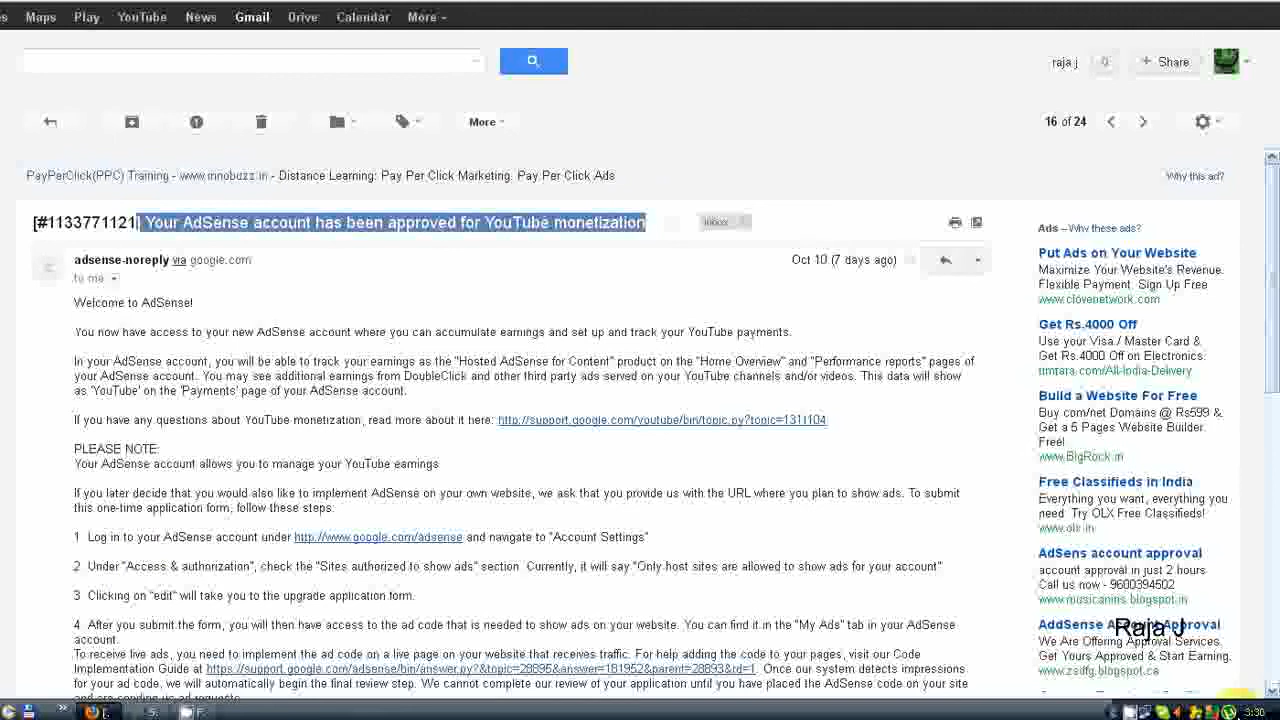 Maps Play YouTube News Gmail Drive Calendar More
raja j 0 + Share
More
16 of 24
PayPerClick(PPC) Training - www.mnobozz.in - Distance Learning: Pay Per Click Marketing. Pay Per Click Ads
Why this ad?
[#1133771121] Your AdSense account has been approved for YouTube monetization
Inbox
adsense-noreply via google.com
Oct 10 (7 days ago)
to me
Welcome to AdSense!
You now have access to your new AdSense account where you can accumulate earnings and set up and track your YouTube payments.
In your AdSense account, you will be able to track your earnings as the "Hosted AdSense for Content" product on the "Home Overview" and "Performance reports" pages of
your AdSense account. You may see additional earnings from DoubleClick and other third party ads served on your YouTube channels and/or videos. This data will show
as 'YouTube' on the 'Payments' page of your AdSense account.
If you have any questions about YouTube monetization, read more about it here: http://support.google.com/youtube/bin/topic.py?topic=1311104
PLEASE NOTE:
Your AdSense account allows you to manage your YouTube earnings
If you later decide that you would also like to implement AdSense on your own website, we ask that you provide us with the URL where you plan to show ads. To submit
this one-time application form, follow these steps:
1 Log in to your AdSense account under http://www.google.com/adsense and navigate to "Account Settings"
2 Under "Access & authorization", check the "Sites authorized to show ads" section Currently, it will say "Only host sites are allowed to show ads for your account"
3 Clicking on "edit" will take you to the upgrade application form.
4 After you submit the form, you will then have access to the ad code that is needed to show ads on your website. You can find it in the "My Ads" tab in your AdSense
account.
To receive live ads, you need to implement the ad code on a live page on your website that receives traffic. For help adding the code to your pages, visit our Code
Implementation Guide at https://support.google.com/adsense/bin/answer.py?&topic=28895&answer=181952&parent=28893&rd=1. Once our system detects impressions
for your ad code, we will automatically begin the final review step. We cannot complete our review of your application until you have placed the AdSense code on your site
and are sending us ad requests
Ads – Why these ads?
Put Ads on Your Website
Maximize Your Website's Revenue.
Flexible Payment. Sign Up Free
www.clovenetwork.com
Get Rs.4000 Off
Use your Visa / Master Card &
Get Rs.4000 Off on Electronics.
Build a Website For Free
Buy com/net Domains @ Rs599 &
Get a 5 Pages Website Builder
Free!
www.BigRock.in
Free Classifieds in India
Everything you want, everything you
need Try OLX Free Classifieds!
www.olx.in
AdSens account approval
account approval in just 2 hours
Call us now - 9600394502
www.musicanins.blogspot.in
AddSense Account Approval
Raja J
We Are Offering Approval Services.
Get Yours Approved & Start Earning.
www.zsifg.blogspot.ca
3:30